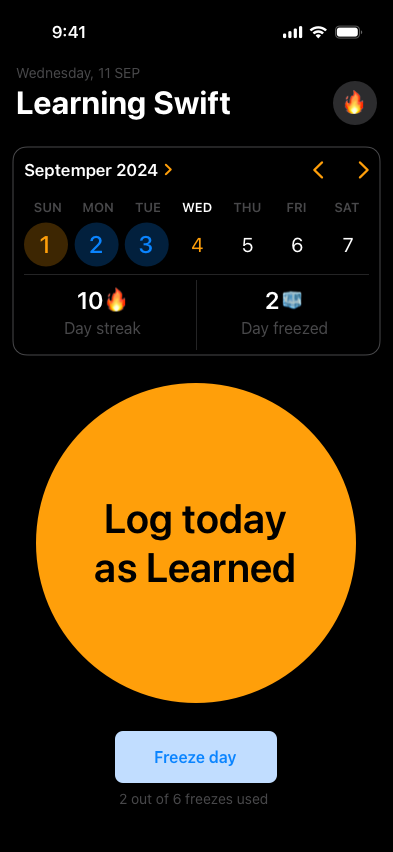 9:41
Wednesday, 11 SEP
Learning Swift
Septemper 2024
SUN MON TUE WED THU FRI SAT
1 2 3 4 5 6 7
10 2
Day streak Day freezed
Log today
as Learned
Freeze day
2 out of 6 freezes used